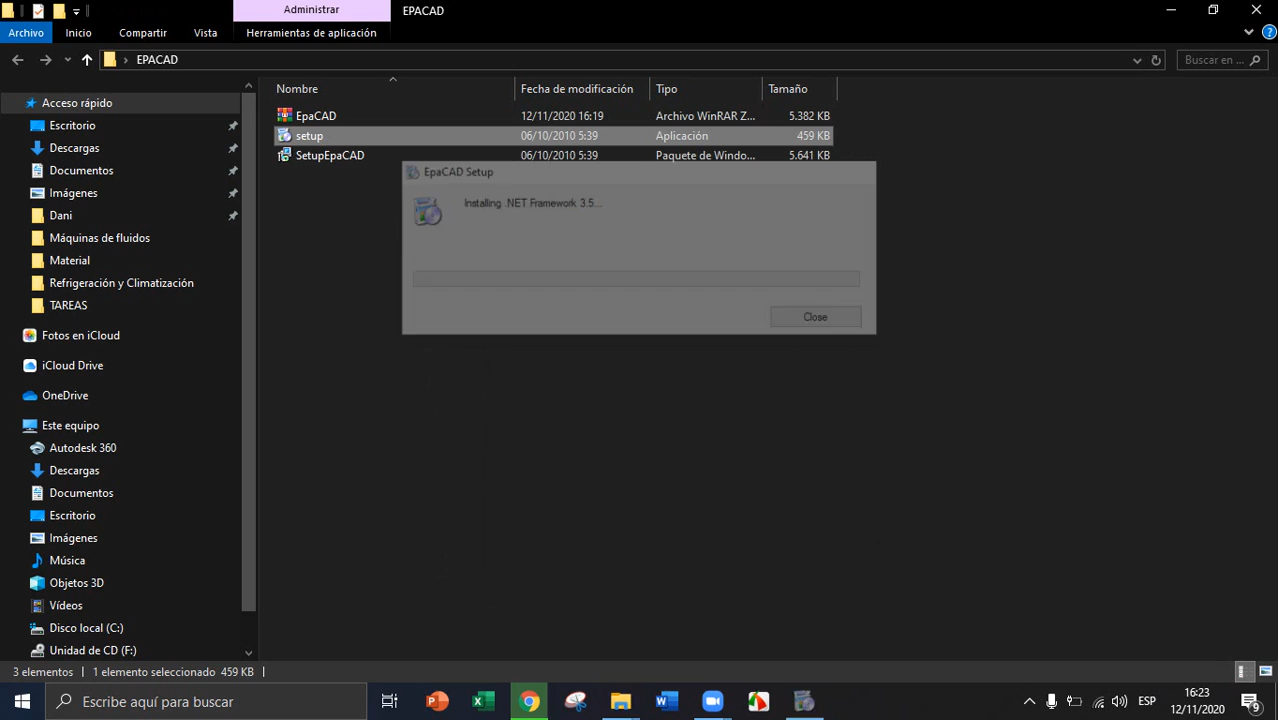 Administrar
EPACAD
Archivo
Inicio
Compartir
Vista
Herramientas de aplicación
EPACAD
Buscar en ...
Nombre
Fecha de modificación
Tipo
Tamaño
EpaCAD
12/11/2020 16:19
Archivo WinRAR Z...
5.382 KB
setup
06/10/2010 5:39
Aplicación
459 KB
SetupEpaCAD
06/10/2010 5:39
Paquete de Windo...
5.641 KB
EpaCAD Setup
Installing .NET Framework 3.5...
Close
Acceso rápido
Escritorio
Descargas
Documentos
Imágenes
Dani
Máquinas de fluidos
Material
Refrigeración y Climatización
TAREAS
Fotos en iCloud
iCloud Drive
OneDrive
Este equipo
Autodesk 360
Descargas
Documentos
Escritorio
Imágenes
Música
Objetos 3D
Vídeos
Disco local (C:)
Unidad de CD (F:)
3 elementos
1 elemento seleccionado 459 KB
Escribe aquí para buscar
ESP
16:23
12/11/2020
9